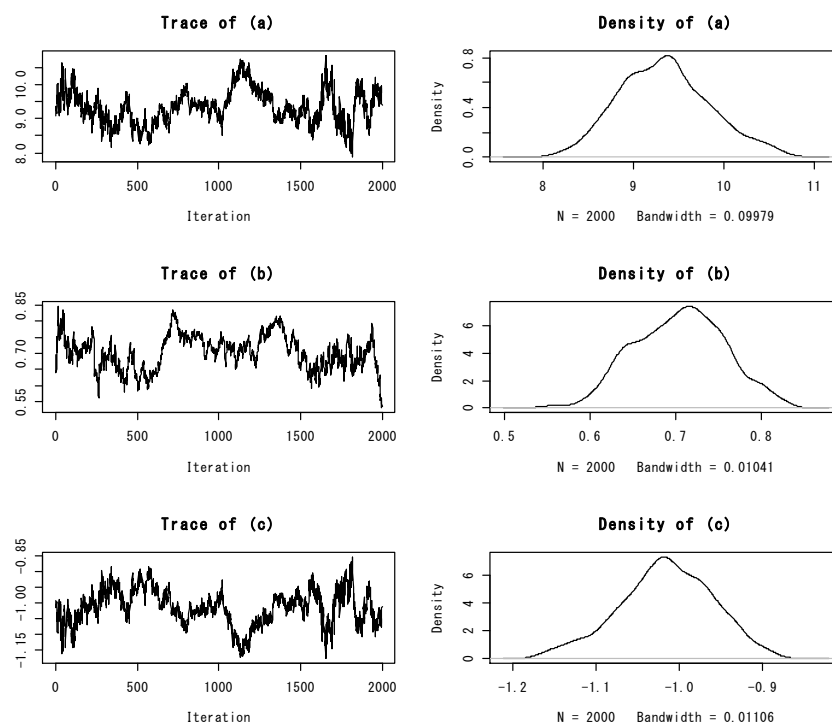 Trace of (a)
Density of (a)
8.0 9.0 10.0
0 500 1000 1500 2000
Iteration
Density
0.0 0.4 0.8
8 9 10 11
N = 2000 Bandwidth = 0.09979
Trace of (b)
Density of (b)
0.55 0.70 0.85
0 500 1000 1500 2000
Iteration
Density
0 2 4 6
0.5 0.6 0.7 0.8
N = 2000 Bandwidth = 0.01041
Trace of (c)
Density of (c)
-1.15 -1.00 -0.85
0 500 1000 1500 2000
Iteration
Density
0 2 4 6
-1.2 -1.1 -1.0 -0.9
N = 2000 Bandwidth = 0.01106